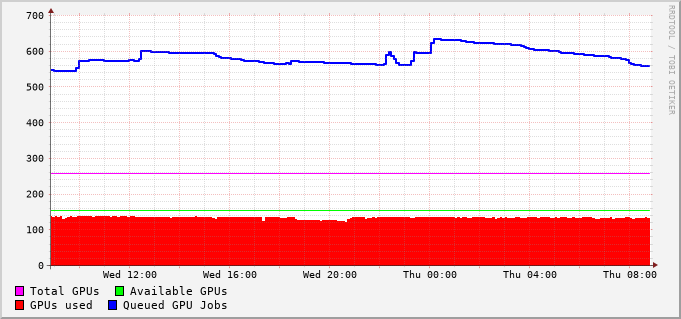 700
600
500
400
300
200
100
0
Wed 12:00 Wed 16:00 Wed 20:00 Thu 00:00 Thu 04:00 Thu 08:00
Total GPUs Available GPUs
GPUs used Queued GPU Jobs
RRDTOOL / TOBI OETIKER